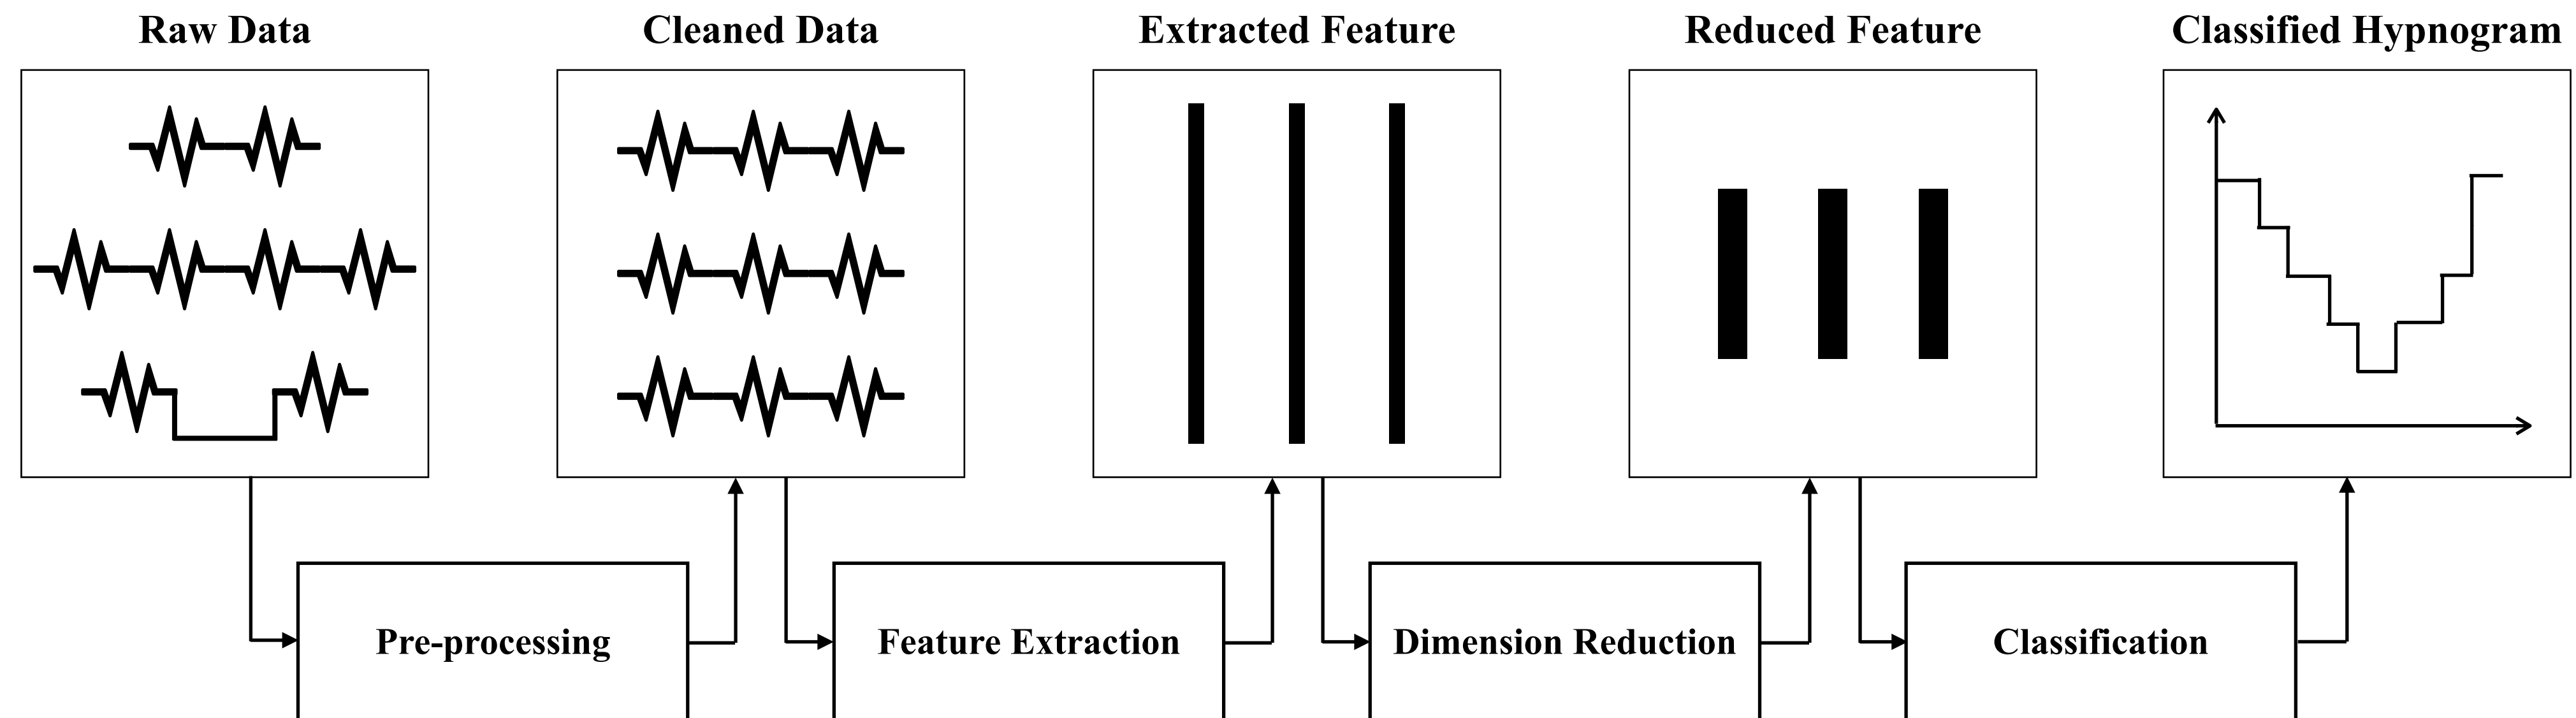 Raw Data
Cleaned Data
Extracted Feature
Reduced Feature
Classified Hypnogram
Pre-processing
Feature Extraction
Dimension Reduction
Classification